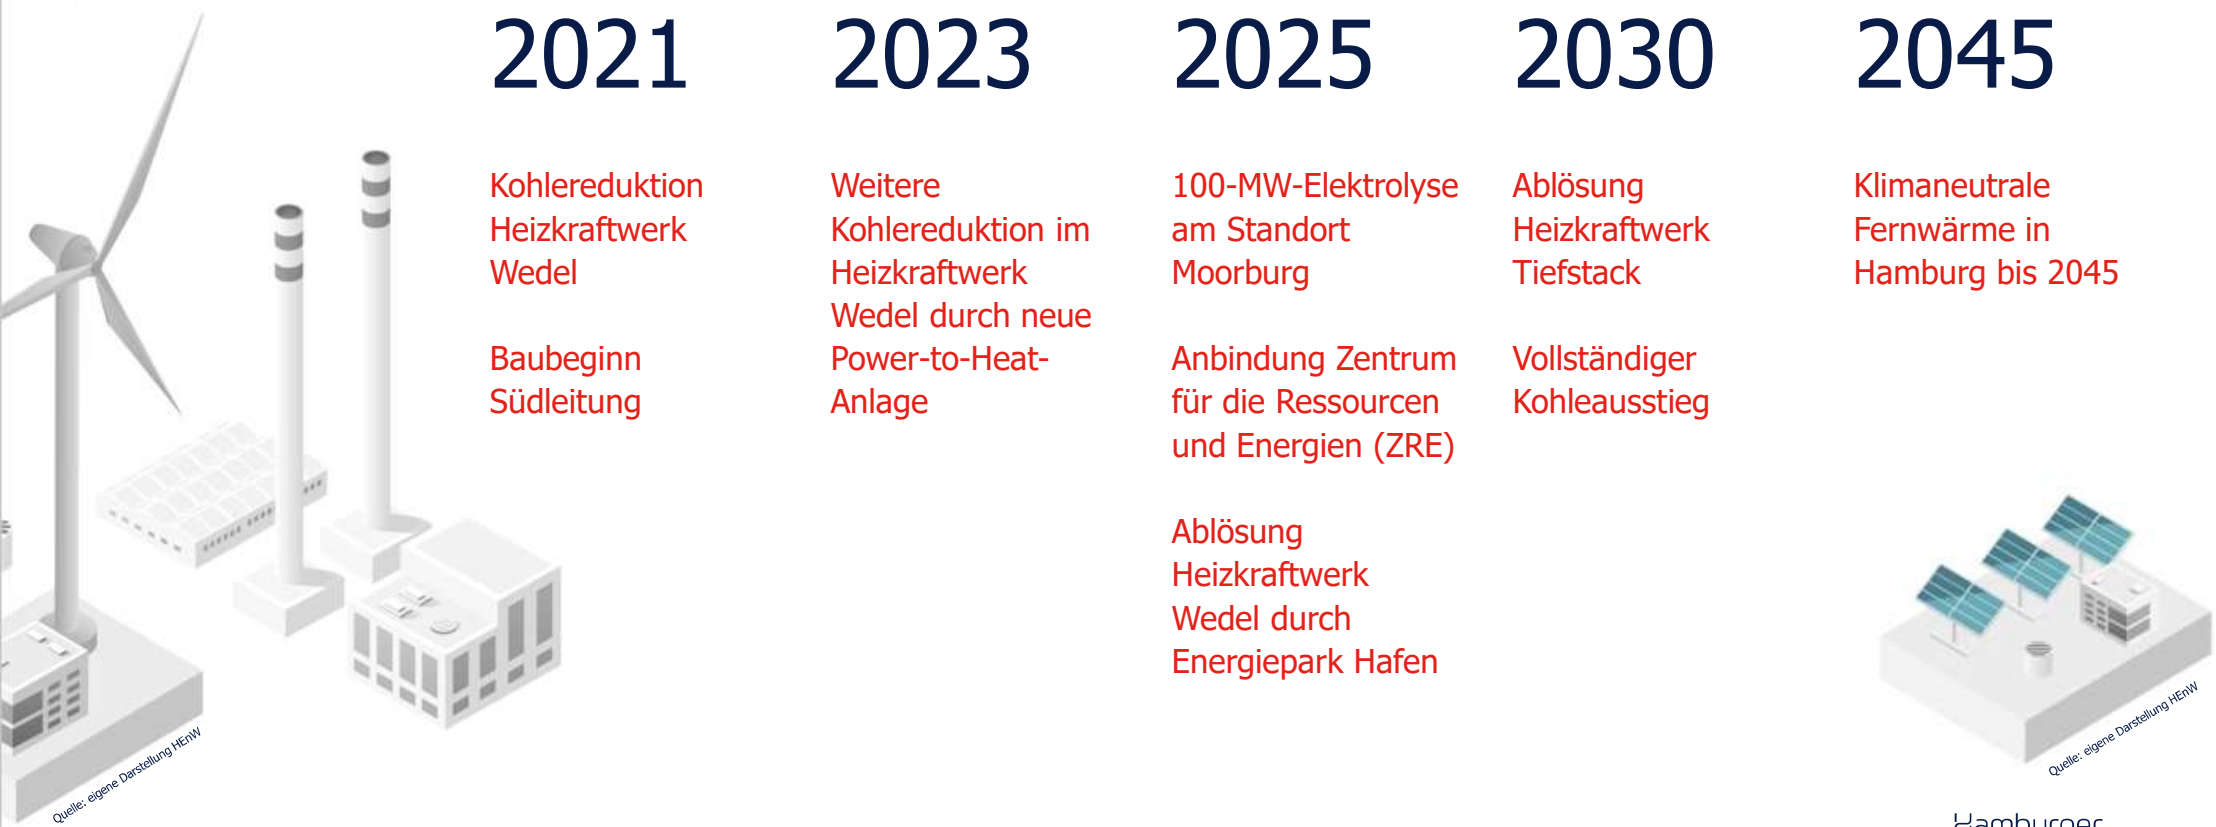 2021
Kohlereduktion
Heizkraftwerk
Wedel
Baubeginn
Südleitung
2023
Weitere
Kohlereduktion im
Heizkraftwerk
Wedel durch neue
Power-to-Heat-
Anlage
2025
100-MW-Elektrolyse
am Standort
Moorburg
Anbindung Zentrum
für die Ressourcen
und Energien (ZRE)
Ablösung
Heizkraftwerk
Wedel durch
Energiepark Hafen
2030
Ablösung
Heizkraftwerk
Tiefstack
Vollständiger
Kohleausstieg
2045
Klimaneutrale
Fernwärme in
Hamburg bis 2045
Quelle: eigene Darstellung HEnW
Quelle: eigene Darstellung HEnW
Hamburger